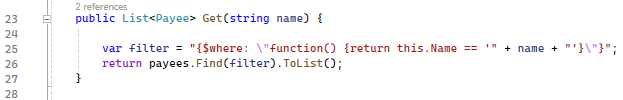 2 references
23 public List<Payee> Get(string name) {
24
25 var filter = "{$where: \"function() {return this.Name == '" + name + "'}\"}";
26 return payees.Find(filter).ToList();
27 }
28